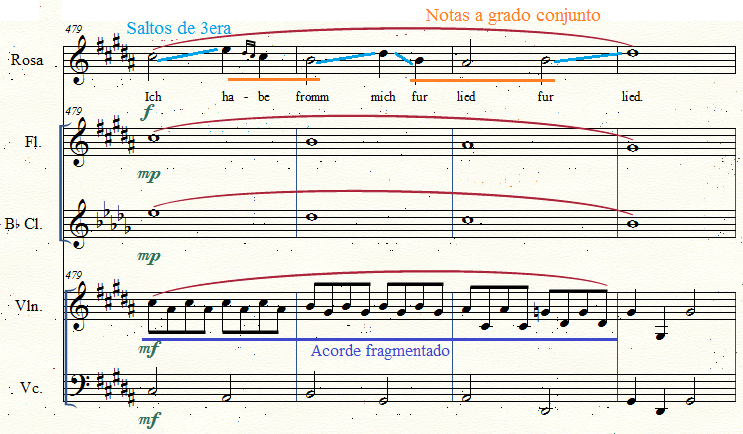 Notas a grado conjunto
Saltos de 3era
479
Rosa
Ich ha - be fromm mich fur lied fur lied.
f
479
Fl.
mp
B♭ Cl.
mp
479
Vln.
mf
Acorde fragmentado
Vc.
mf